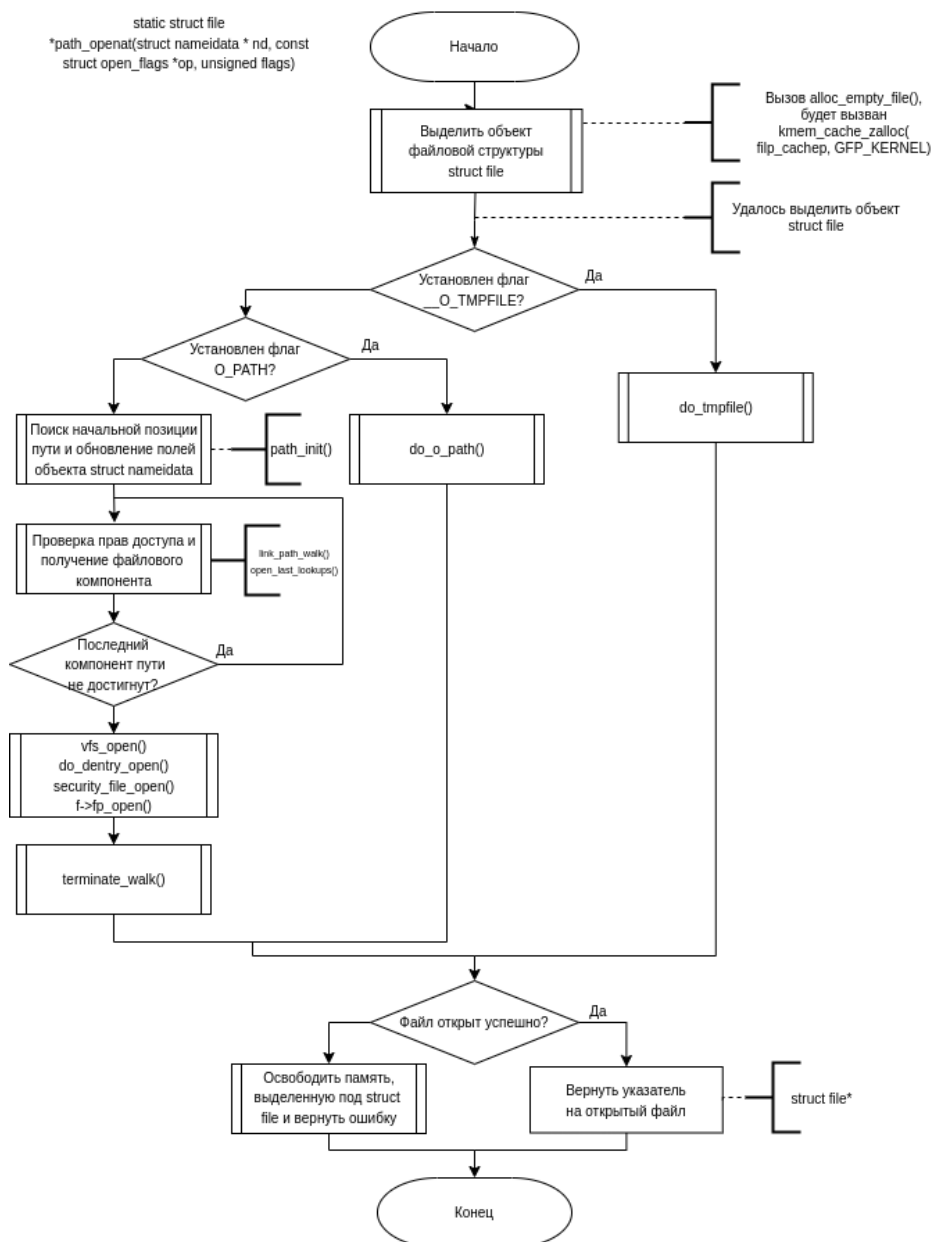 static struct file
*path_openat(struct nameidata * nd, const
struct open_flags *op, unsigned flags)
Начало
Выделить объект
файловой структуры
struct file
Вызов alloc_empty_file(),
будет вызван
kmem_cache_zalloc(
filp_cachep, GFP_KERNEL)
Удалось выделить объект
struct file
Установлен флаг
__O_TMPFILE?
Да
Установлен флаг
O_PATH?
Да
do_tmpfile()
Поиск начальной позиции
пути и обновление полей
объекта struct nameidata
path_init()
do_o_path()
Проверка прав доступа и
получение файлового
компонента
link_path_walk()
open_last_lookups()
Последний
компонент пути
не достигнут?
Да
vfs_open()
do_dentry_open()
security_file_open()
f->fp_open()
terminate_walk()
Файл открыт успешно?
Да
Освободить память,
выделенную под struct
file и вернуть ошибку
Вернуть указатель
на открытый файл
struct file*
Конец